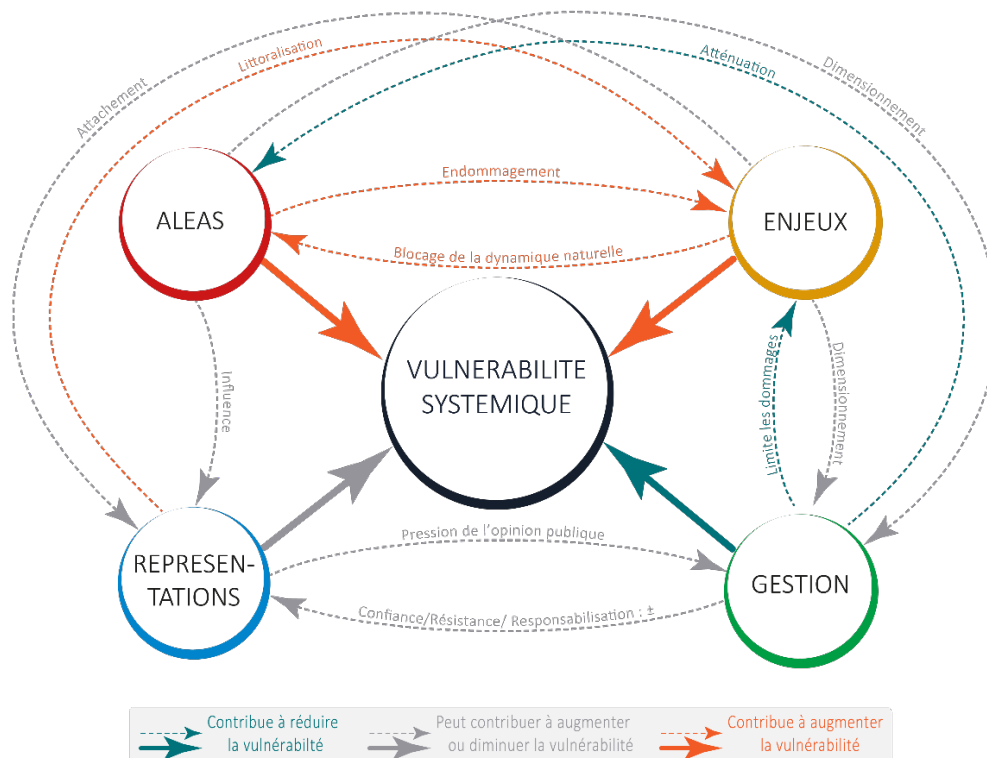 Littoralisation
Atténuation
Attachement
Dimensionnement
ALEAS
Endommagement
ENJEUX
Blocage de la dynamique naturelle
VULNERABILITE
SYSTEMIQUE
Influence
Limite les dommages
Dimensionnement
REPRESEN-
TATIONS
Pression de l'opinion publique
GESTION
Confiance/Résistance/ Responsabilisation : ±
Contribue à réduire
la vulnérabilté
Peut contribuer à augmenter
ou diminuer la vulnérabilité
Contribue à augmenter
la vulnérabilité